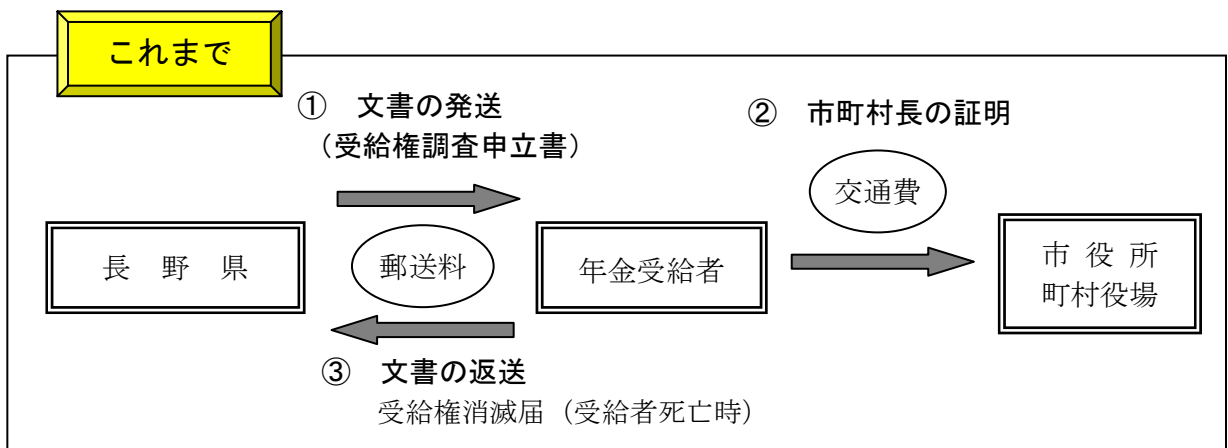 これまで
① 文書の発送
（受給権調査申立書）
② 市町村長の証明
交通費
長 野 県
郵送料
年金受給者
市 役 所
町村役場
③ 文書の返送
受給権消滅届（受給者死亡時）